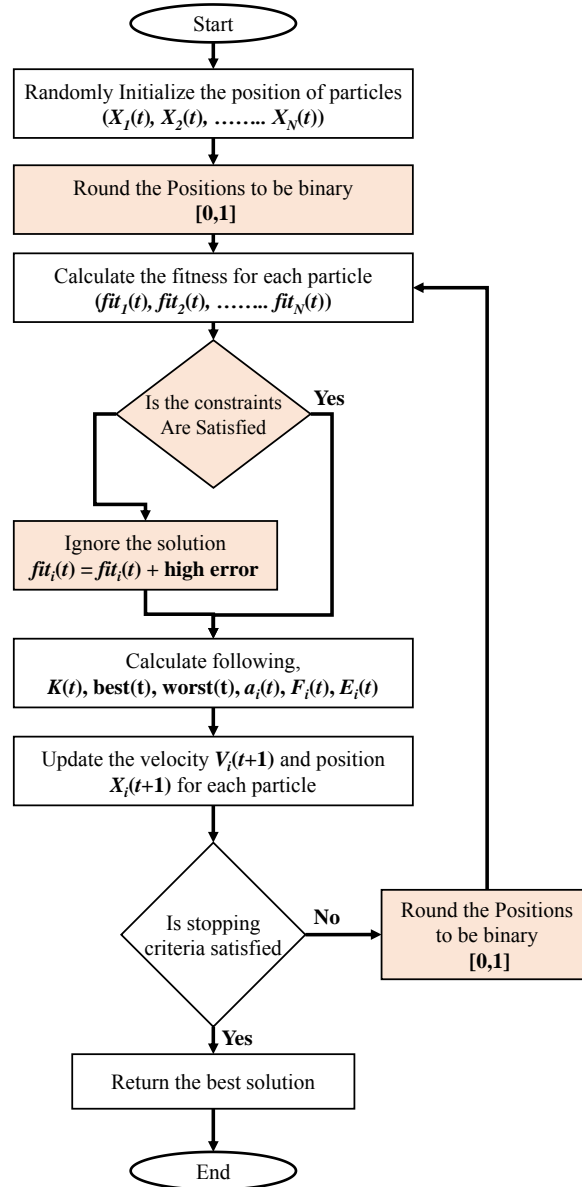 Start
Randomly Initialize the position of particles
(X1(t), X2(t), …….. XN(t))
Round the Positions to be binary
[0,1]
Calculate the fitness for each particle
(fit1(t), fit2(t), …….. fitN(t))
Is the constraints
Are Satisfied
Yes
Ignore the solution
fiti(t) = fiti(t) + high error
Calculate following,
K(t), best(t), worst(t), ai(t), Fi(t), Ei(t)
Update the velocity Vi(t+1) and position
Xi(t+1) for each particle
Is stopping
criteria satisfied
No
Round the Positions
to be binary
[0,1]
Yes
Return the best solution
End